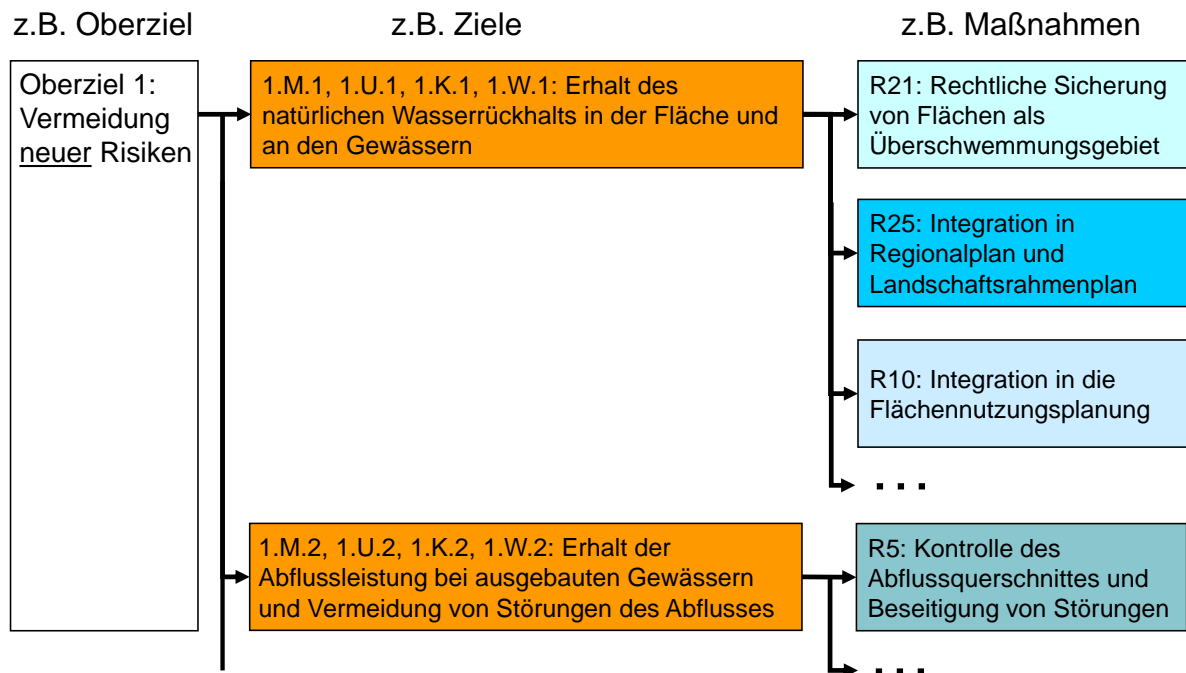 z.B. Oberziel
z.B. Ziele
z.B. Maßnahmen
Oberziel 1:
Vermeidung
neuer Risiken
1.M.1, 1.U.1, 1.K.1, 1.W.1: Erhalt des
natürlichen Wasserrückhalts in der Fläche und
an den Gewässern
R21: Rechtliche Sicherung
von Flächen als
Überschwemmungsgebiet
R25: Integration in
Regionalplan und
Landschaftsrahmenplan
R10: Integration in die
Flächennutzungsplanung
. . .
1.M.2, 1.U.2, 1.K.2, 1.W.2: Erhalt der
Abflussleistung bei ausgebauten Gewässern
und Vermeidung von Störungen des Abflusses
R5: Kontrolle des
Abflussquerschnittes und
Beseitigung von Störungen
. . .